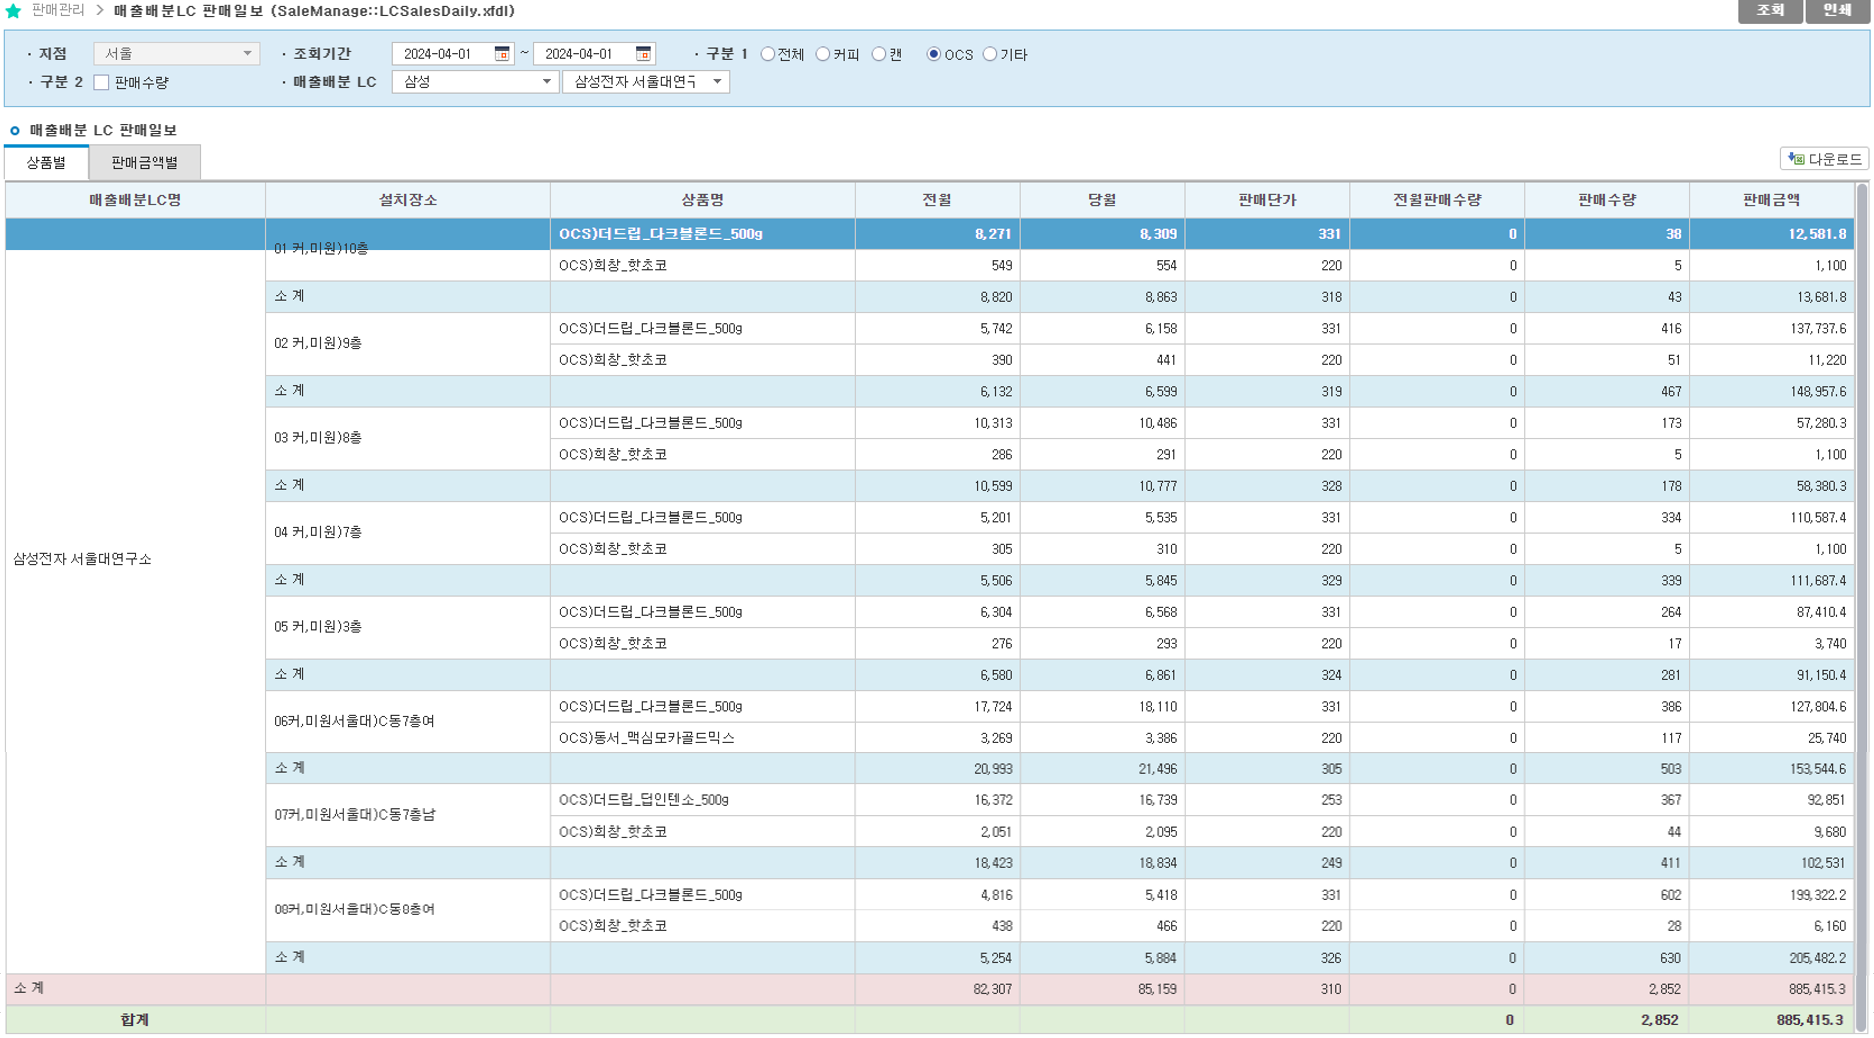 판매관리 > 매출배분LC 판매일보 (SaleManage::LCSalesDaily.xfdl) 조회 인쇄
· 지점 서울 · 조회기간 2024-04-01 ~ 2024-04-01 · 구분 1 전체 커피 캔 OCS 기타
· 구분 2 판매수량 · 매출배분 LC 삼성 삼성전자 서울대연구
매출배분 LC 판매일보
상품별 판매금액별 다운로드
매출배분LC명 설치장소 상품명 전월 당월 판매단가 전월판매수량 판매수량 판매금액
삼성전자 서울대연구소
01 커,미원)10층 OCS)더드립_다크블론드_500g 8,271 8,309 331 0 38 12,581.8
OCS)희창_핫초코 549 554 220 0 5 1,100
소 계 8,820 8,863 318 0 43 13,681.8
02 커,미원)9층 OCS)더드립_다크블론드_500g 5,742 6,158 331 0 416 137,737.6
OCS)희창_핫초코 390 441 220 0 51 11,220
소 계 6,132 6,599 319 0 467 148,957.6
03 커,미원)8층 OCS)더드립_다크블론드_500g 10,313 10,486 331 0 173 57,280.3
OCS)희창_핫초코 286 291 220 0 5 1,100
소 계 10,599 10,777 328 0 178 58,380.3
04 커,미원)7층 OCS)더드립_다크블론드_500g 5,201 5,535 331 0 334 110,587.4
OCS)희창_핫초코 305 310 220 0 5 1,100
소 계 5,506 5,845 329 0 339 111,687.4
05 커,미원)3층 OCS)더드립_다크블론드_500g 6,304 6,568 331 0 264 87,410.4
OCS)희창_핫초코 276 293 220 0 17 3,740
소 계 6,580 6,861 324 0 281 91,150.4
06커,미원서울대)C동7층여 OCS)더드립_다크블론드_500g 17,724 18,110 331 0 386 127,804.6
OCS)동서_맥심모카골드믹스 3,269 3,386 220 0 117 25,740
소 계 20,993 21,496 305 0 503 153,544.6
07커,미원서울대)C동7층남 OCS)더드립_딥인텐소_500g 16,372 16,739 253 0 367 92,851
OCS)희창_핫초코 2,051 2,095 220 0 44 9,680
소 계 18,423 18,834 249 0 411 102,531
08커,미원서울대)C동8층여 OCS)더드립_다크블론드_500g 4,816 5,418 331 0 602 199,322.2
OCS)희창_핫초코 438 466 220 0 28 6,160
소 계 5,254 5,884 326 0 630 205,482.2
소 계 82,307 85,159 310 0 2,852 885,415.3
합계 0 2,852 885,415.3